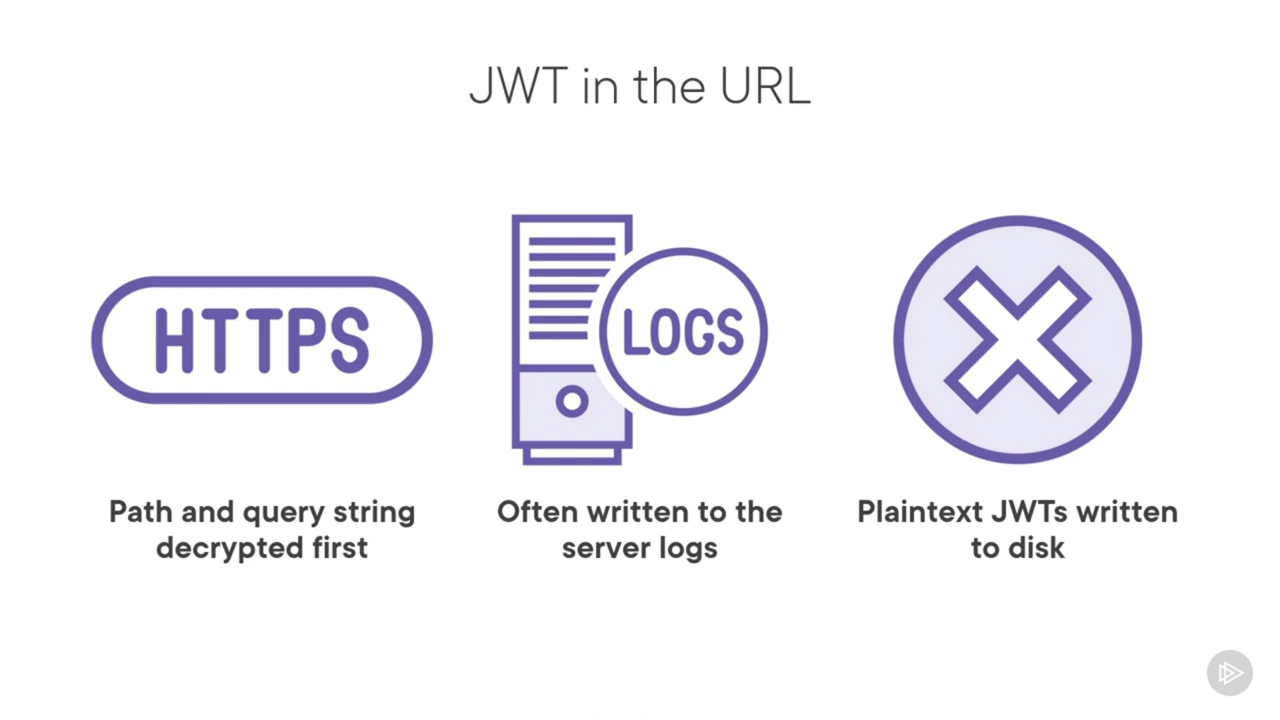 JWT in the URL
HTTPS
LOGS
Path and query string
decrypted first
Often written to the
server logs
Plaintext JWTs written
to disk